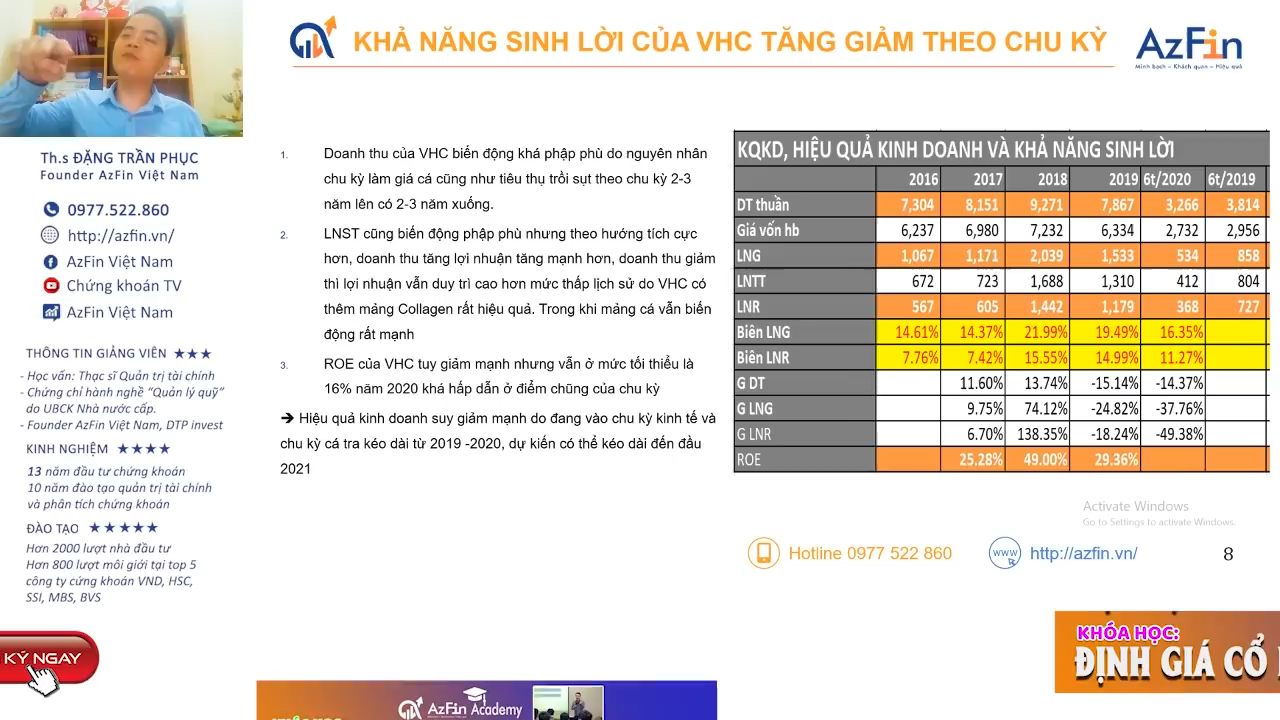 KHẢ NĂNG SINH LỜI CỦA VHC TĂNG GIẢM THEO CHU KỲ
AzFin
Minh bạch – Khách quan – Hiệu quả
Th.s ĐẶNG TRẦN PHỤC
Founder AzFin Việt Nam
0977.522.860
http://azfin.vn/
AzFin Việt Nam
Chứng khoán TV
AzFin Việt Nam
THÔNG TIN GIẢNG VIÊN ★★★
- Học vấn: Thạc sĩ Quản trị tài chính
- Chứng chỉ hành nghề “Quản lý quỹ”
do UBCK Nhà nước cấp.
- Founder AzFin Việt Nam, DTP invest
KINH NGHIỆM ★★★★
13 năm đầu tư chứng khoán
10 năm đào tạo quản trị tài chính
và phân tích chứng khoán
ĐÀO TẠO ★★★★★
Hơn 2000 lượt nhà đầu tư
Hơn 800 lượt môi giới tại top 5
công ty cứng khoán VND, HSC,
SSI, MBS, BVS
KÝ NGAY
1. Doanh thu của VHC biến động khá phập phù do nguyên nhân
chu kỳ làm giá cá cũng như tiêu thụ trồi sụt theo chu kỳ 2-3
năm lên có 2-3 năm xuống.
2. LNST cũng biến động phập phù nhưng theo hướng tích cực
hơn, doanh thu tăng lợi nhuận tăng mạnh hơn, doanh thu giảm
thì lợi nhuận vẫn duy trì cao hơn mức thấp lịch sử do VHC có
thêm mảng Collagen rất hiệu quả. Trong khi mảng cá vẫn biến
động rất mạnh
3. ROE của VHC tuy giảm mạnh nhưng vẫn ở mức tối thiểu là
16% năm 2020 khá hấp dẫn ở điểm chũng của chu kỳ
➔ Hiệu quả kinh doanh suy giảm mạnh do đang vào chu kỳ kinh tế và
chu kỳ cá tra kéo dài từ 2019 -2020, dự kiến có thể kéo dài đến đầu
2021
KQKD, HIỆU QUẢ KINH DOANH VÀ KHẢ NĂNG SINH LỜI
2016 2017 2018 2019 6t/2020 6t/2019
DT thuần 7,304 8,151 9,271 7,867 3,266 3,814
Giá vốn hb 6,237 6,980 7,232 6,334 2,732 2,956
LNG 1,067 1,171 2,039 1,533 534 858
LNTT 672 723 1,688 1,310 412 804
LNR 567 605 1,442 1,179 368 727
Biên LNG 14.61% 14.37% 21.99% 19.49% 16.35%
Biên LNR 7.76% 7.42% 15.55% 14.99% 11.27%
G DT 11.60% 13.74% -15.14% -14.37%
G LNG 9.75% 74.12% -24.82% -37.76%
G LNR 6.70% 138.35% -18.24% -49.38%
ROE 25.28% 49.00% 29.36%
Activate Windows
Go to Settings to activate Windows.
Hotline 0977 522 860
www
http://azfin.vn/
8
KHÓA HỌC:
ĐỊNH GIÁ CỔ
AzFin Academy